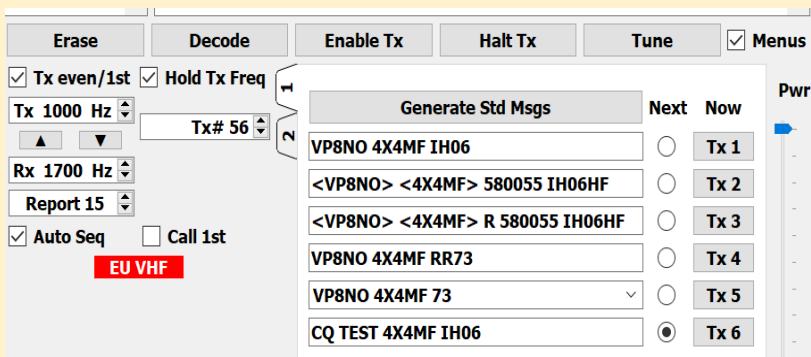 Erase Decode Enable Tx Halt Tx Tune Menus
Tx even/1st Hold Tx Freq
1
Pwr
Tx 1000 Hz
Tx# 56
2
▲ ▼
Rx 1700 Hz
Report 15
Auto Seq Call 1st
EU VHF
Generate Std Msgs Next Now
VP8NO 4X4MF IH06 Tx 1
<VP8NO> <4X4MF> 580055 IH06HF Tx 2
<VP8NO> <4X4MF> R 580055 IH06HF Tx 3
VP8NO 4X4MF RR73 Tx 4
VP8NO 4X4MF 73 Tx 5
CQ TEST 4X4MF IH06 Tx 6